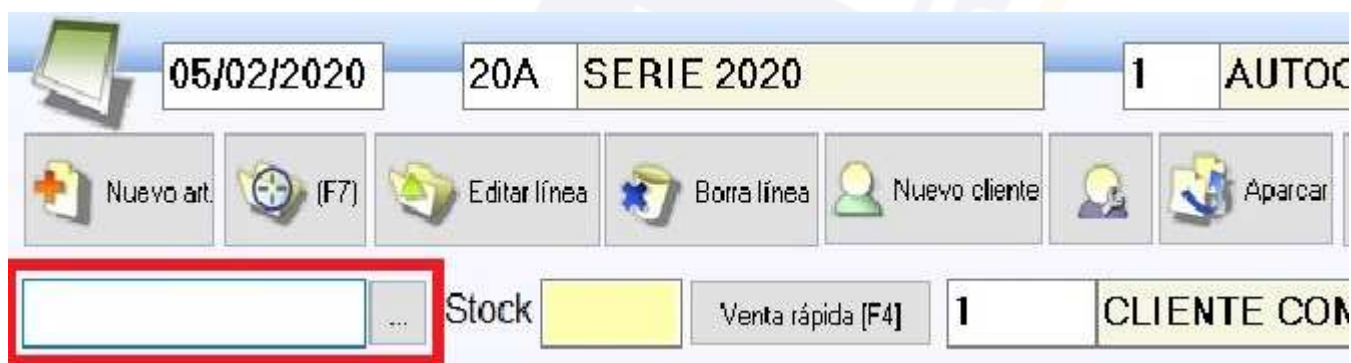 05/02/2020 20A SERIE 2020 1 AUTOC
Nuevo art. (F7) Editar línea Borra línea Nuevo cliente Aparcar
... Stock Venta rápida [F4] 1 CLIENTE CON